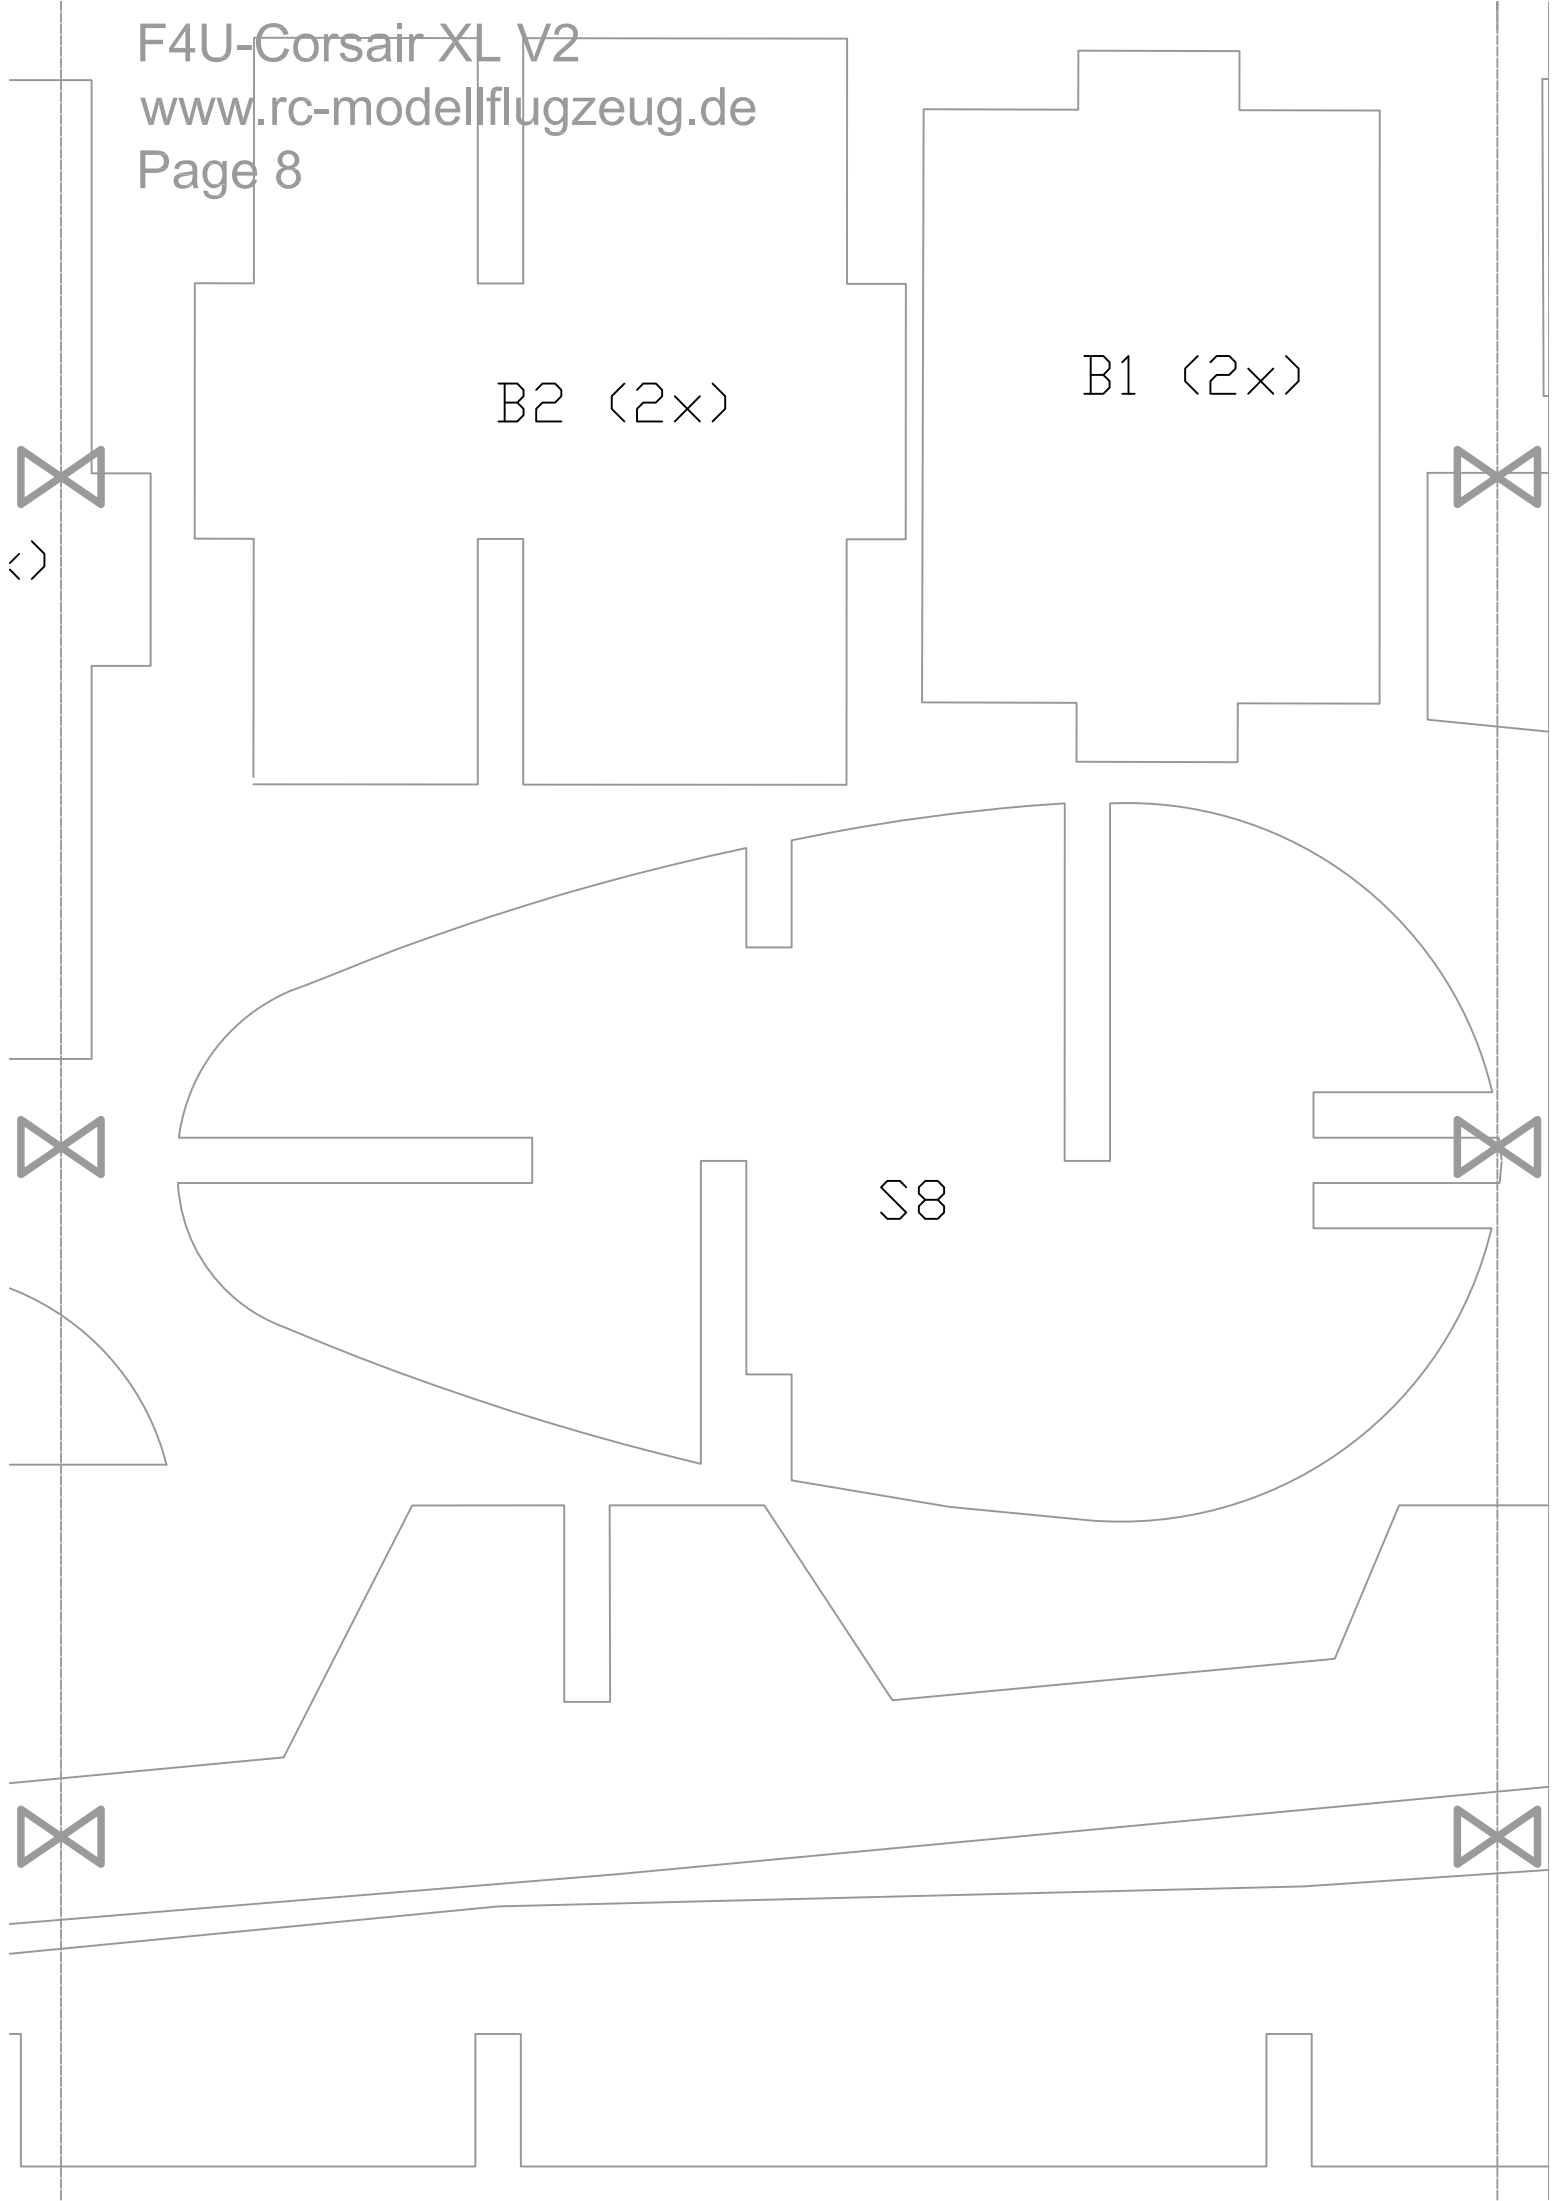 F4U-Corsair XL V2
www.rc-modellflugzeug.de
Page 8
B1 (2x)
B2 (2x)
)
S8